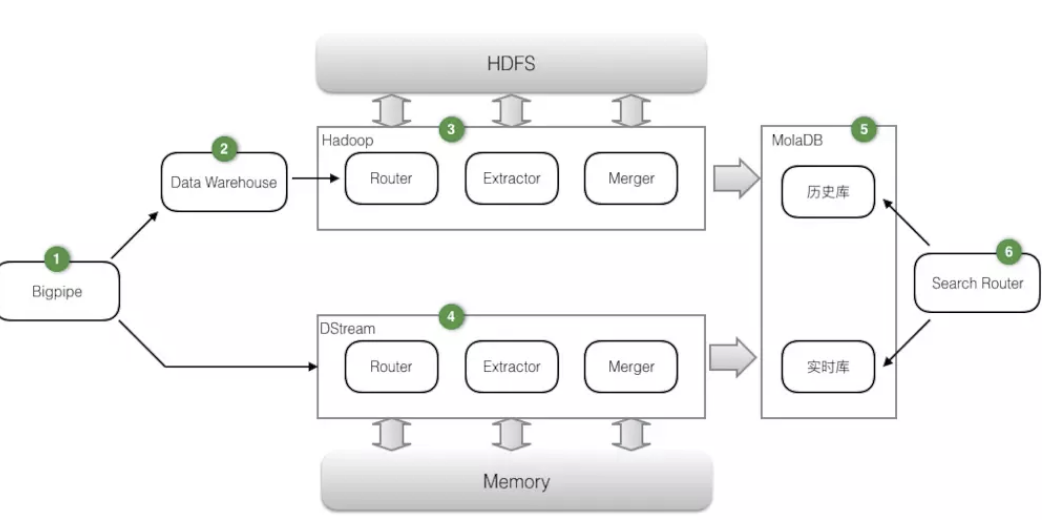 HDFS
3
Hadoop
Router
Extractor
Merger
2
Data Warehouse
5
MolaDB
历史库
1
Bigpipe
6
Search Router
4
DStream
Router
Extractor
Merger
实时库
Memory